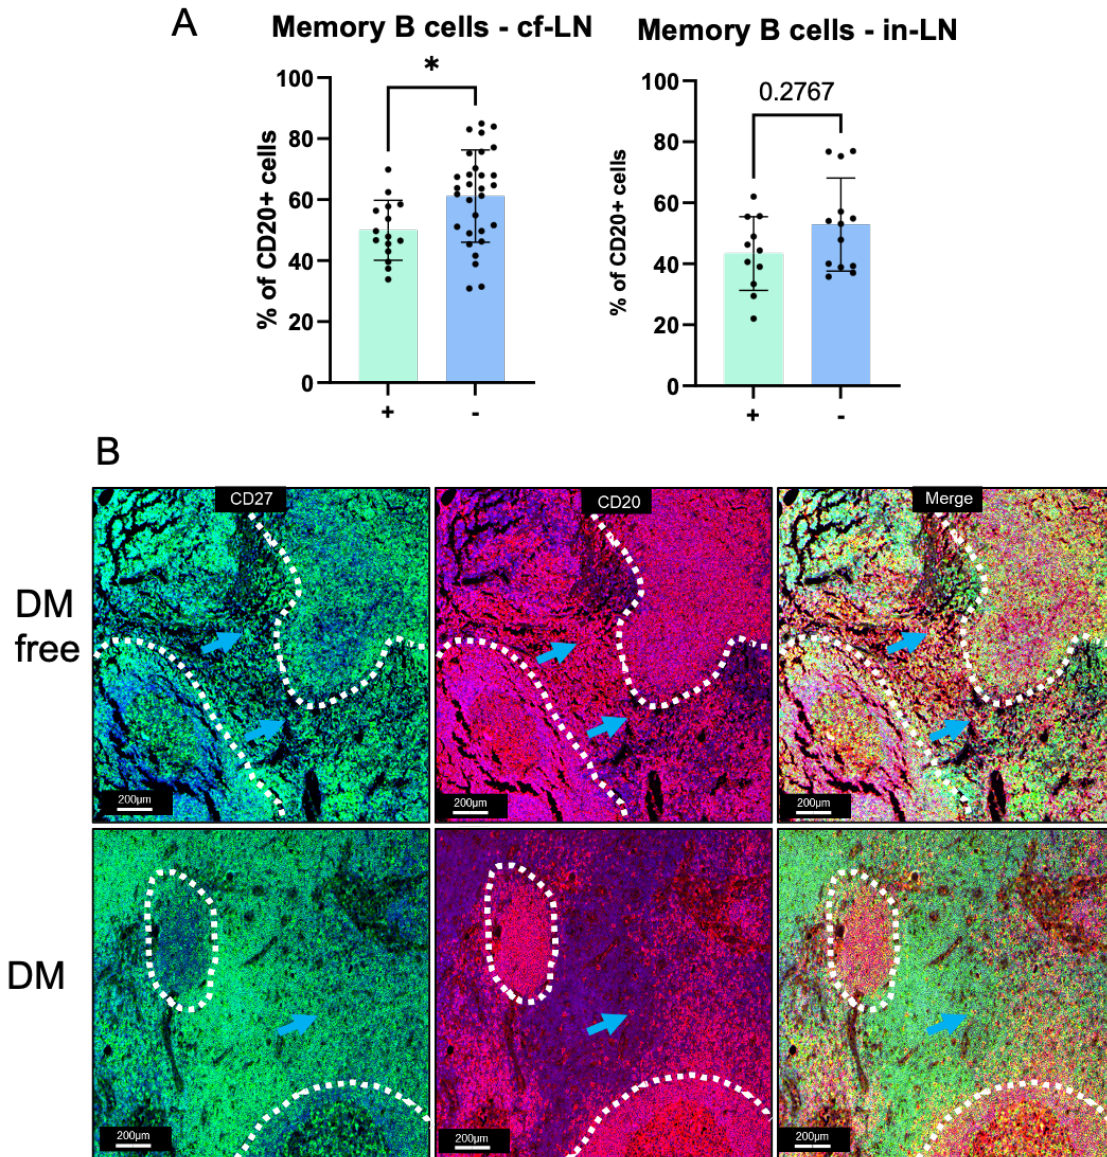 A
Memory B cells - cf-LN
Memory B cells - in-LN
*
0.2767
% of CD20+ cells
100
80
60
40
20
0
+
-
% of CD20+ cells
100
80
60
40
20
0
+
-
B
CD27
CD20
Merge
DM
free
200µm
200µm
200µm
DM
200µm
200µm
200µm